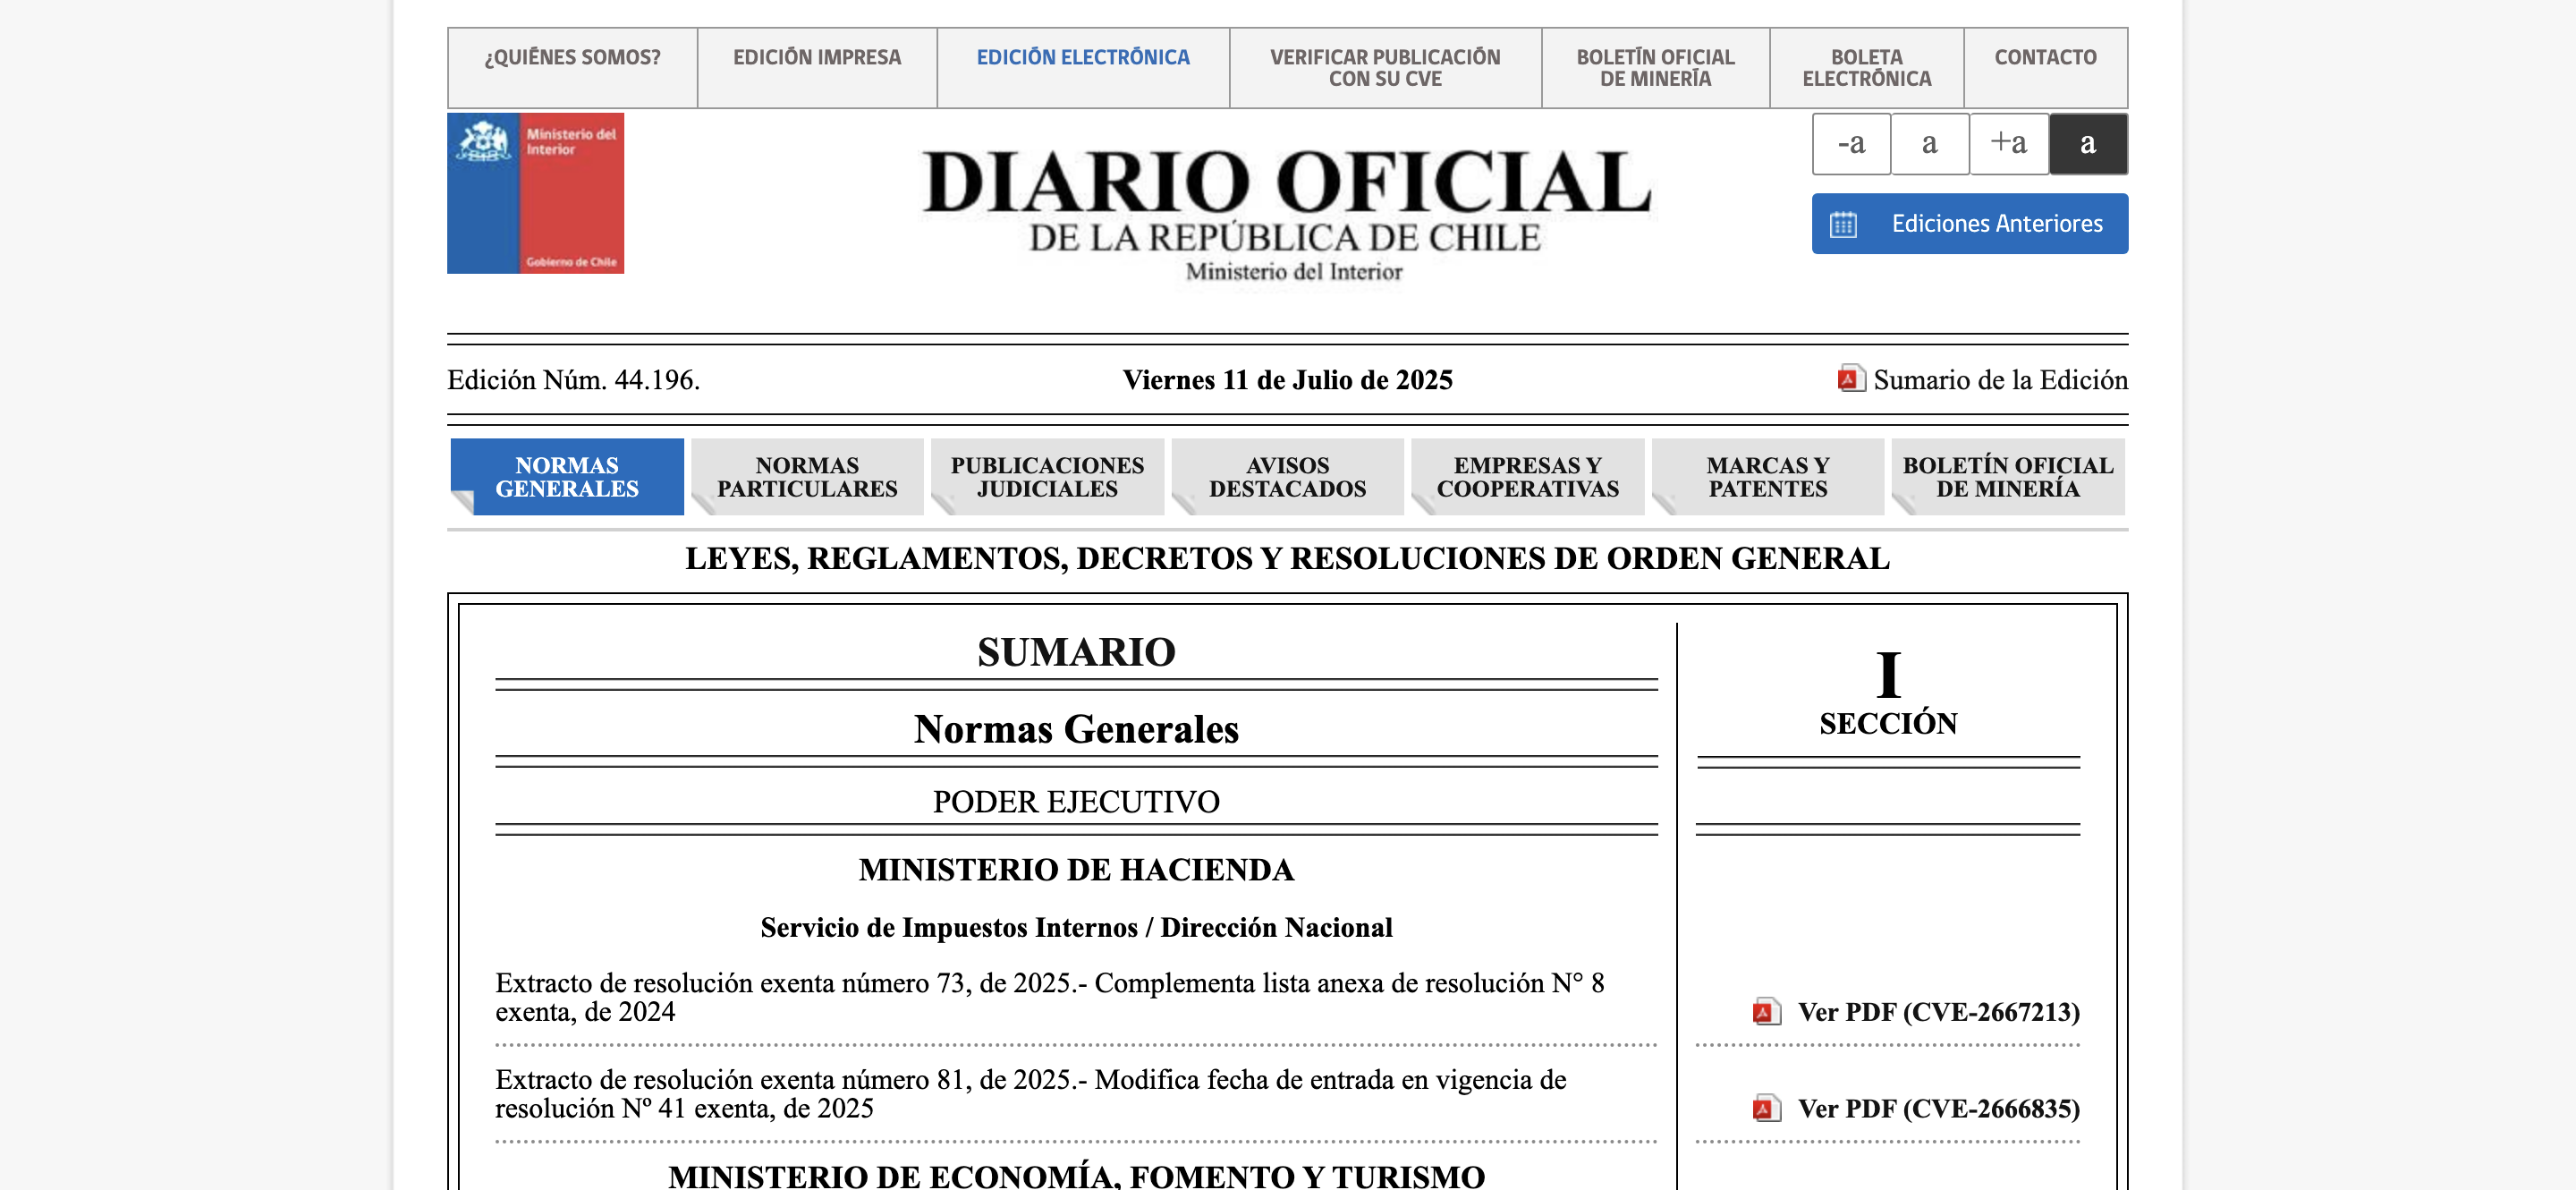 ¿QUIÉNES SOMOS?
EDICIÓN IMPRESA
EDICIÓN ELECTRÓNICA
VERIFICAR PUBLICACIÓN
CON SU CVE
BOLETÍN OFICIAL
DE MINERÍA
BOLETA
ELECTRÓNICA
CONTACTO
Ministerio del
Interior
Gobierno de Chile
DIARIO OFICIAL
DE LA REPÚBLICA DE CHILE
Ministerio del Interior
-a
a
+a
a
Ediciones Anteriores
Edición Núm. 44.196.
Viernes 11 de Julio de 2025
Sumario de la Edición
NORMAS
GENERALES
NORMAS
PARTICULARES
PUBLICACIONES
JUDICIALES
AVISOS
DESTACADOS
EMPRESAS Y
COOPERATIVAS
MARCAS Y
PATENTES
BOLETÍN OFICIAL
DE MINERÍA
LEYES, REGLAMENTOS, DECRETOS Y RESOLUCIONES DE ORDEN GENERAL
SUMARIO
I
SECCIÓN
Normas Generales
PODER EJECUTIVO
MINISTERIO DE HACIENDA
Servicio de Impuestos Internos / Dirección Nacional
Extracto de resolución exenta número 73, de 2025.- Complementa lista anexa de resolución N° 8
exenta, de 2024
Ver PDF (CVE-2667213)
Extracto de resolución exenta número 81, de 2025.- Modifica fecha de entrada en vigencia de
resolución Nº 41 exenta, de 2025
Ver PDF (CVE-2666835)
MINISTERIO DE ECONOMÍA, FOMENTO Y TURISMO